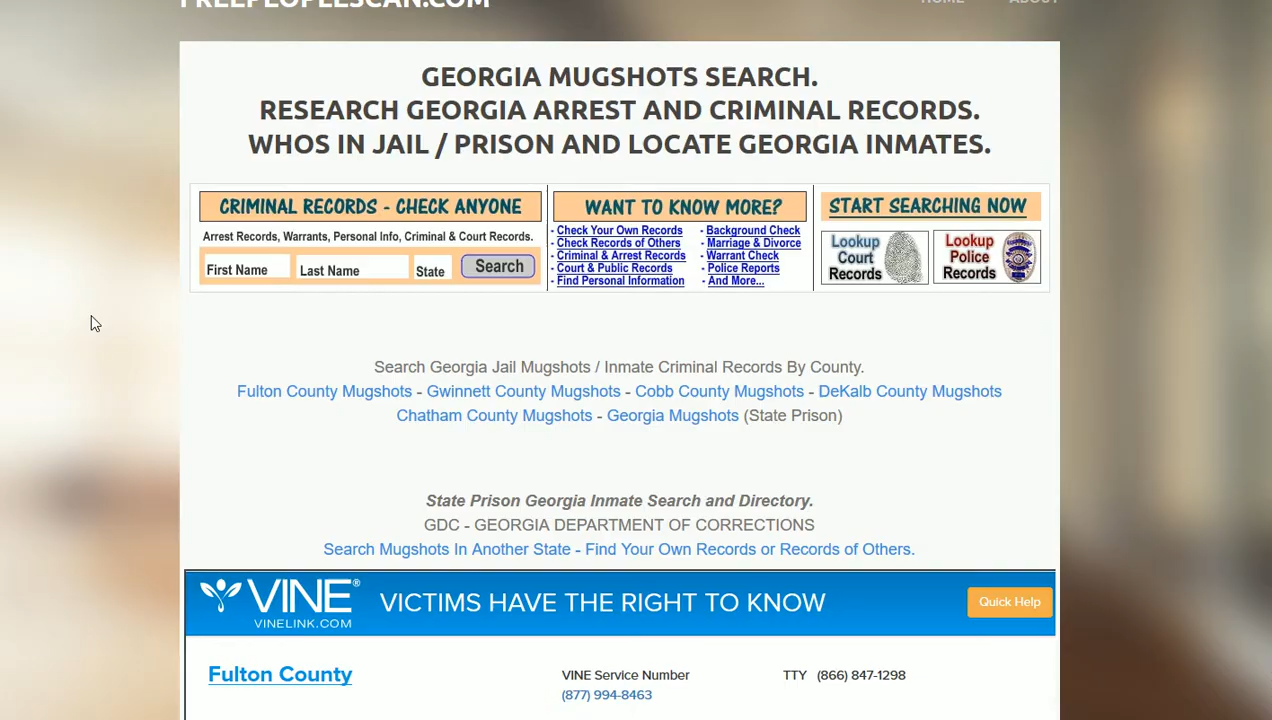 FREEPEOPLESCAN.COM
HOME ABOUT
GEORGIA MUGSHOTS SEARCH.
RESEARCH GEORGIA ARREST AND CRIMINAL RECORDS.
WHOS IN JAIL / PRISON AND LOCATE GEORGIA INMATES.
CRIMINAL RECORDS - CHECK ANYONE
Arrest Records, Warrants, Personal Info, Criminal & Court Records.
First Name Last Name State Search
WANT TO KNOW MORE?
- Check Your Own Records - Background Check
- Check Records of Others - Marriage & Divorce
- Criminal & Arrest Records - Warrant Check
- Court & Public Records - Police Reports
- Find Personal Information - And More...
START SEARCHING NOW
Lookup
Court
Records
Lookup
Police
Records
Search Georgia Jail Mugshots / Inmate Criminal Records By County.
Fulton County Mugshots - Gwinnett County Mugshots - Cobb County Mugshots - DeKalb County Mugshots
Chatham County Mugshots - Georgia Mugshots (State Prison)
State Prison Georgia Inmate Search and Directory.
GDC - GEORGIA DEPARTMENT OF CORRECTIONS
Search Mugshots In Another State - Find Your Own Records or Records of Others.
VINE®
VINELINK.COM
VICTIMS HAVE THE RIGHT TO KNOW
Quick Help
Fulton County
VINE Service Number
(877) 994-8463
TTY (866) 847-1298